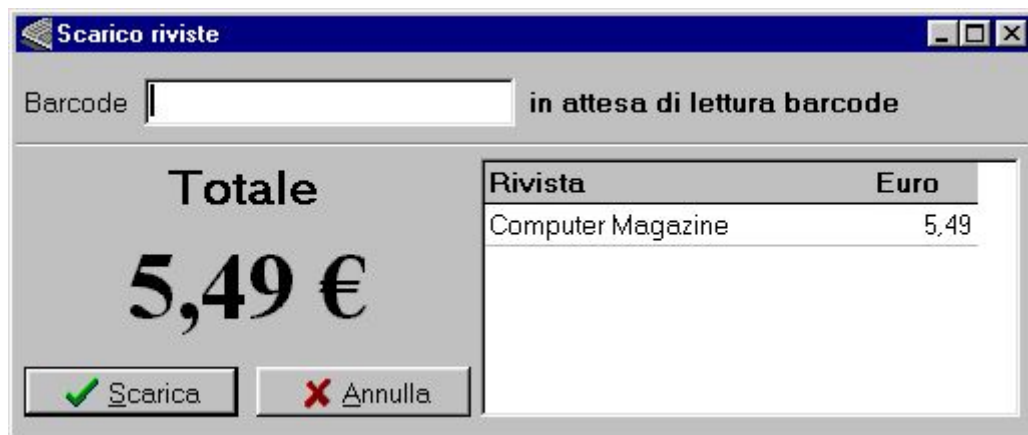 Scarico riviste
Barcode in attesa di lettura barcode
Totale
5,49 €
Scarica Annulla
Rivista Euro
Computer Magazine 5,49